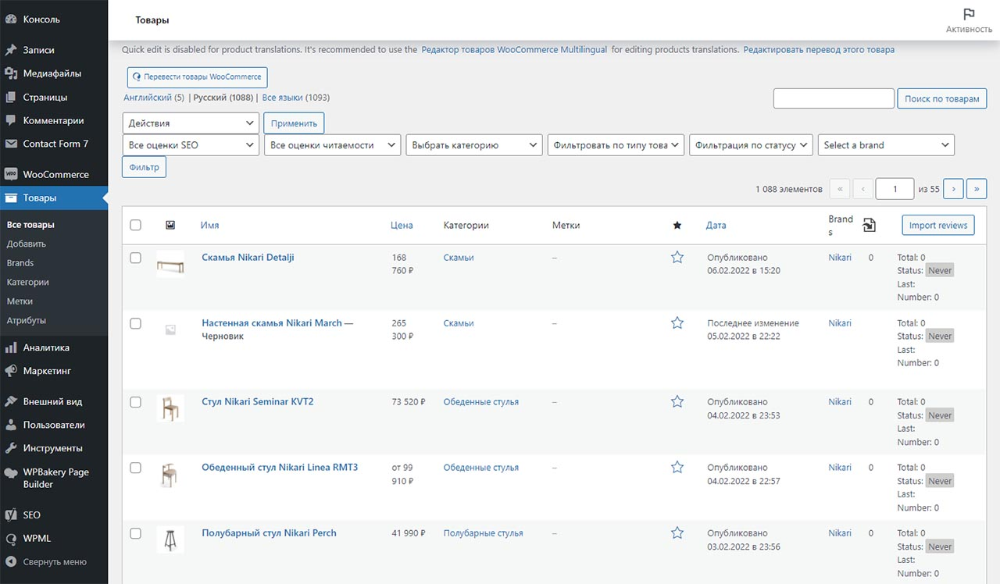 Консоль
Записи
Медиафайлы
Страницы
Комментарии
Contact Form 7
WOO WooCommerce
Товары
Все товары
Добавить
Brands
Категории
Метки
Атрибуты
Аналитика
Маркетинг
Внешний вид
Пользователи
Инструменты
WPBakery Page
Builder
SEO
WPML
Свернуть меню
Товары
Активность
Quick edit is disabled for product translations. It's recommended to use the Редактор товаров WooCommerce Multilingual for editing products translations. Редактировать перевод этого товара
Перевести товары WooCommerce
Английский (5) | Русский (1088) | Все языки (1093)
Поиск по товарам
Действия Применить
Все оценки SEO Все оценки читаемости Выбрать категорию Фильтровать по типу това Фильтрация по статусу Select a brand
Фильтр
1 088 элементов « ‹ 1 из 55 › »
Имя Цена Категории Метки ★ Дата Brand
s Import reviews
Скамья Nikari Detalji 168 Скамьи – Опубликовано Nikari 0 Total: 0
760 ₽ 06.02.2022 в 15:20 Status: Never
Last:
Number: 0
Настенная скамья Nikari March — 265 Скамьи – Последнее изменение Nikari Total: 0
Черновик 300 ₽ 05.02.2022 в 22:22 Status: Never
Last:
Number: 0
Стул Nikari Seminar KVT2 73 520 ₽ Обеденные стулья – Опубликовано Nikari 0 Total: 0
04.02.2022 в 23:53 Status: Never
Last:
Number: 0
Обеденный стул Nikari Linea RMT3 от 99 Обеденные стулья – Опубликовано Nikari 0 Total: 0
910 ₽ 04.02.2022 в 22:57 Status: Never
Last:
Number: 0
Полубарный стул Nikari Perch 41 990 ₽ Полубарные стулья – Опубликовано Nikari 0 Total: 0
03.02.2022 в 23:56 Status: Never
Last:
Number: 0